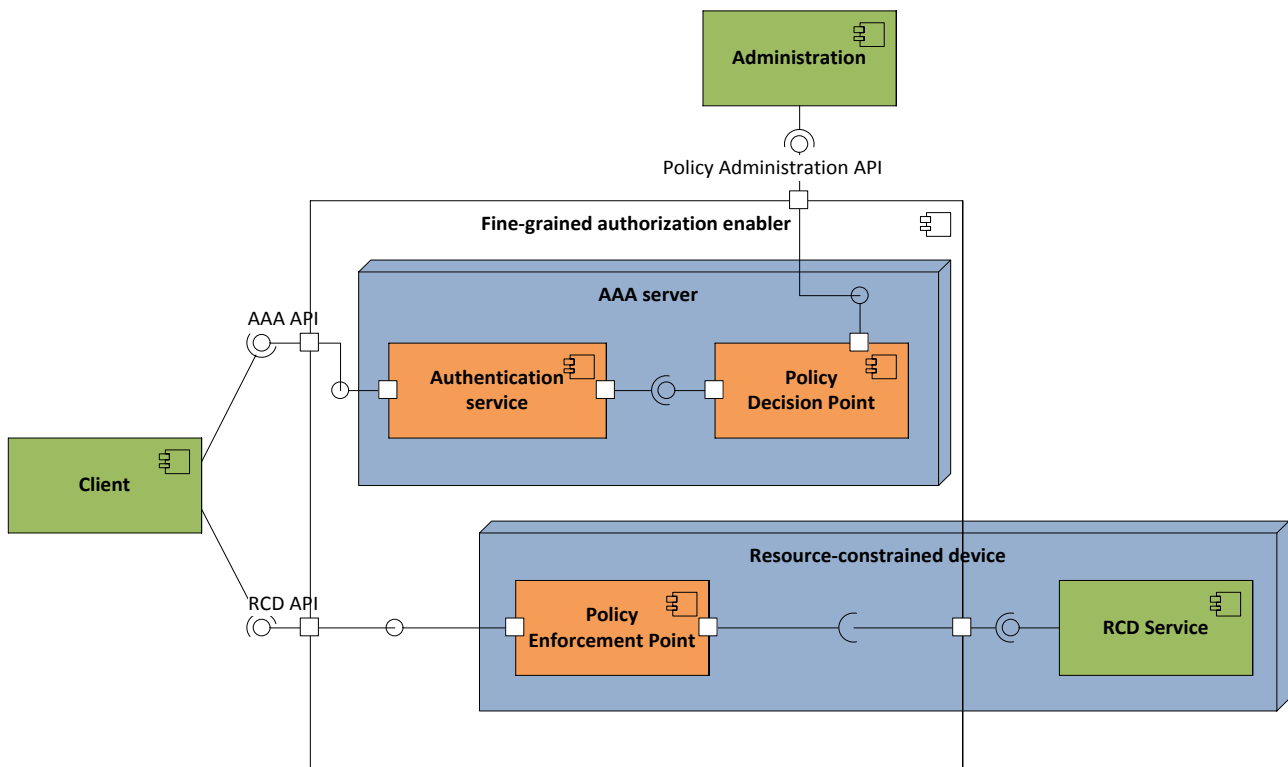 Administration
Policy Administration API
Fine-grained authorization enabler
AAA server
AAA API
Authentication
service
Policy
Decision Point
Client
Resource-constrained device
RCD API
Policy
Enforcement Point
RCD Service